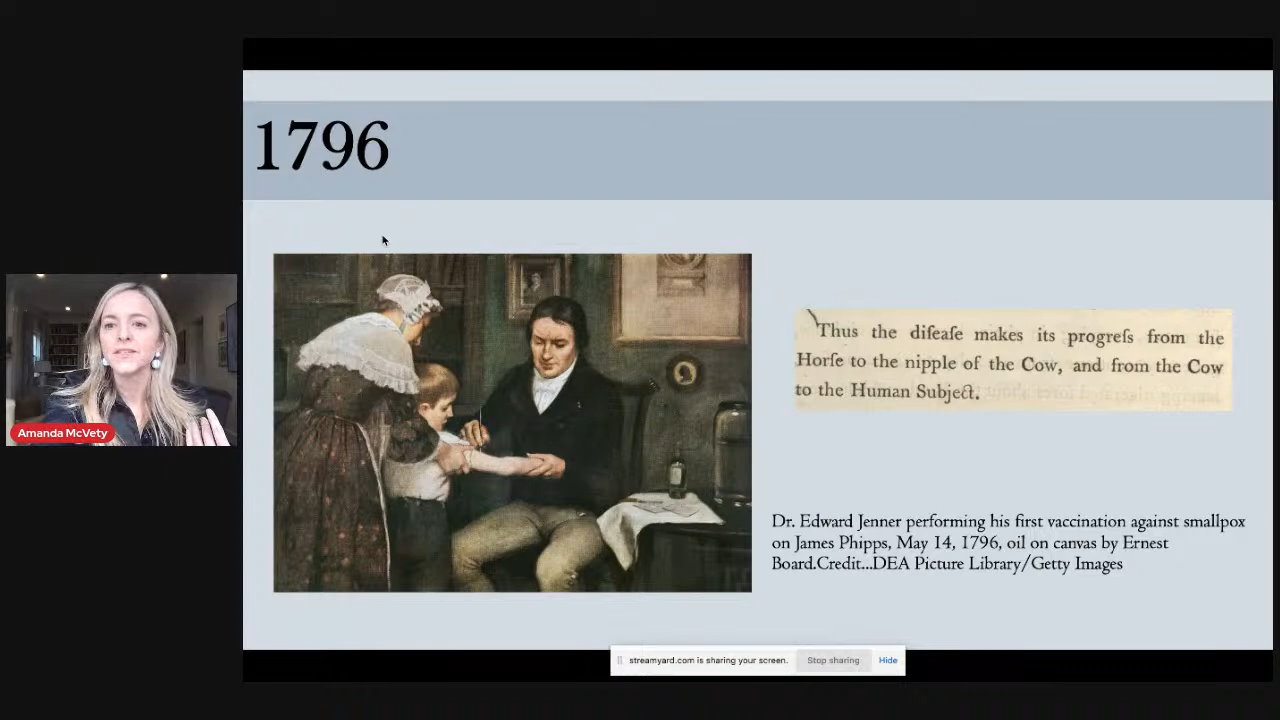 1796
Thus the diſeaſe makes its progreſs from the
Horſe to the nipple of the Cow, and from the Cow
to the Human Subject.
Amanda McVety
Dr. Edward Jenner performing his first vaccination against smallpox
on James Phipps, May 14, 1796, oil on canvas by Ernest
Board.Credit...DEA Picture Library/Getty Images
streamyard.com is sharing your screen. Stop sharing Hide